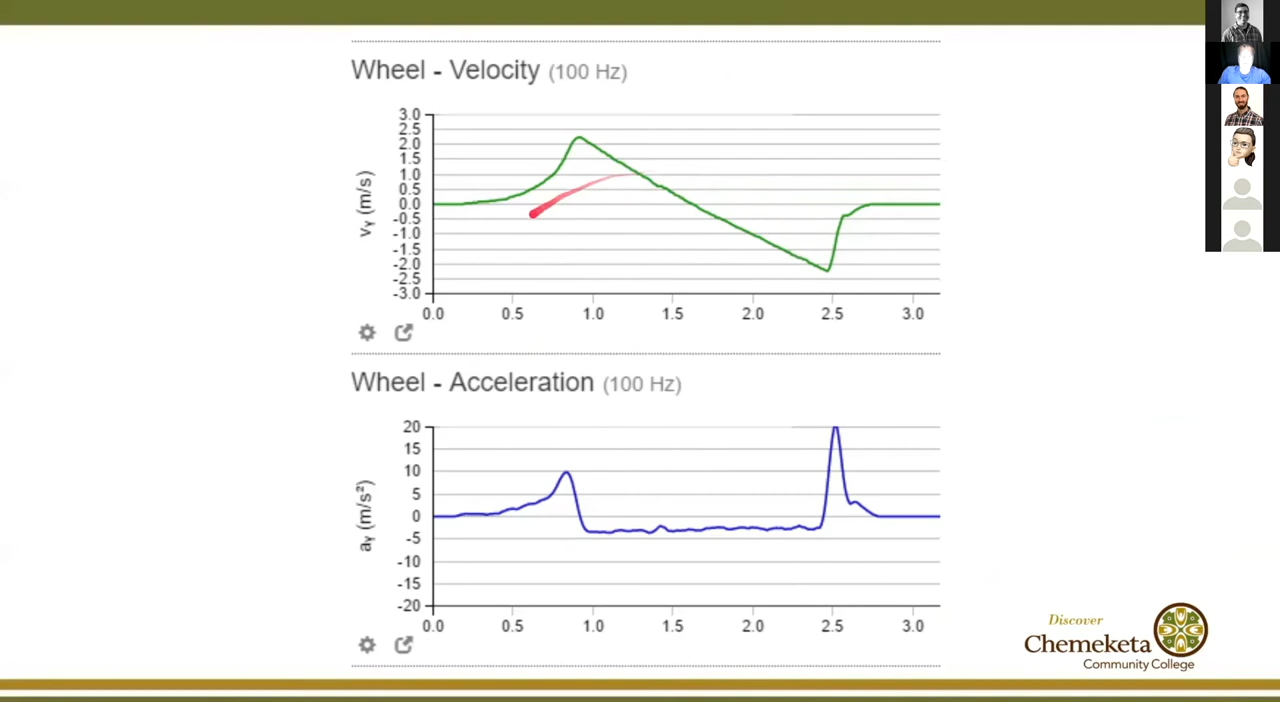 Wheel - Velocity (100 Hz)
3.0
2.5
2.0
1.5
1.0
0.5
0.0
-0.5
-1.0
-1.5
-2.0
-2.5
-3.0
vY (m/s)
0.0 0.5 1.0 1.5 2.0 2.5 3.0
Wheel - Acceleration (100 Hz)
20
15
10
5
0
-5
-10
-15
-20
aY (m/s²)
0.0 0.5 1.0 1.5 2.0 2.5 3.0
Discover
Chemeketa
Community College